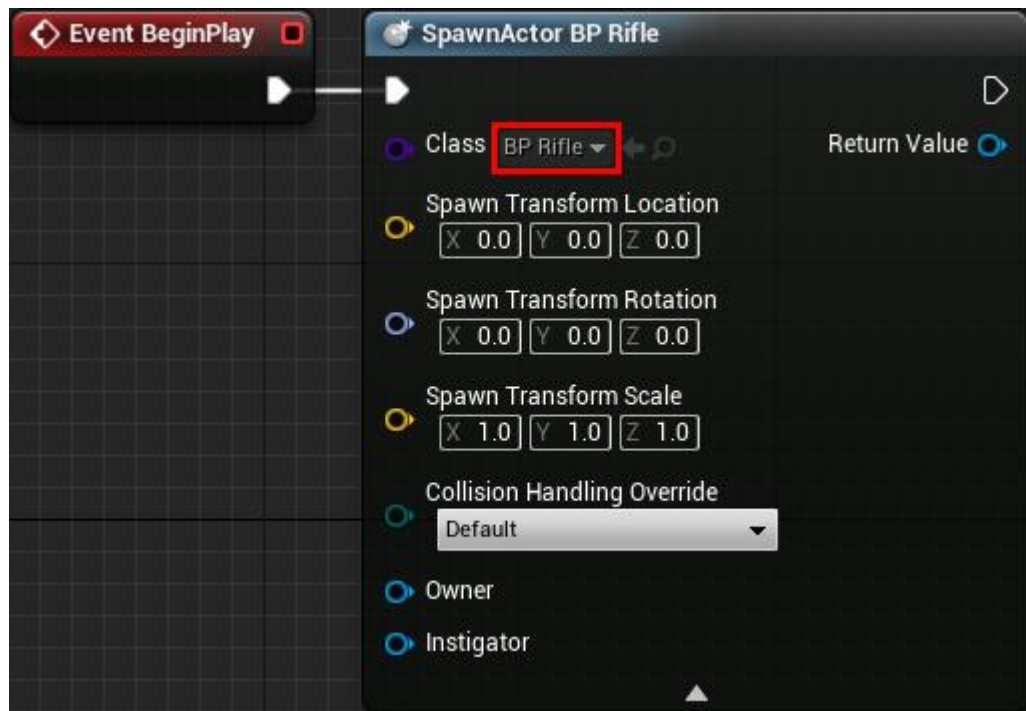 Event BeginPlay
SpawnActor BP Rifle
Class BP Rifle
Return Value
Spawn Transform Location
X 0.0 Y 0.0 Z 0.0
Spawn Transform Rotation
X 0.0 Y 0.0 Z 0.0
Spawn Transform Scale
X 1.0 Y 1.0 Z 1.0
Collision Handling Override
Default
Owner
Instigator